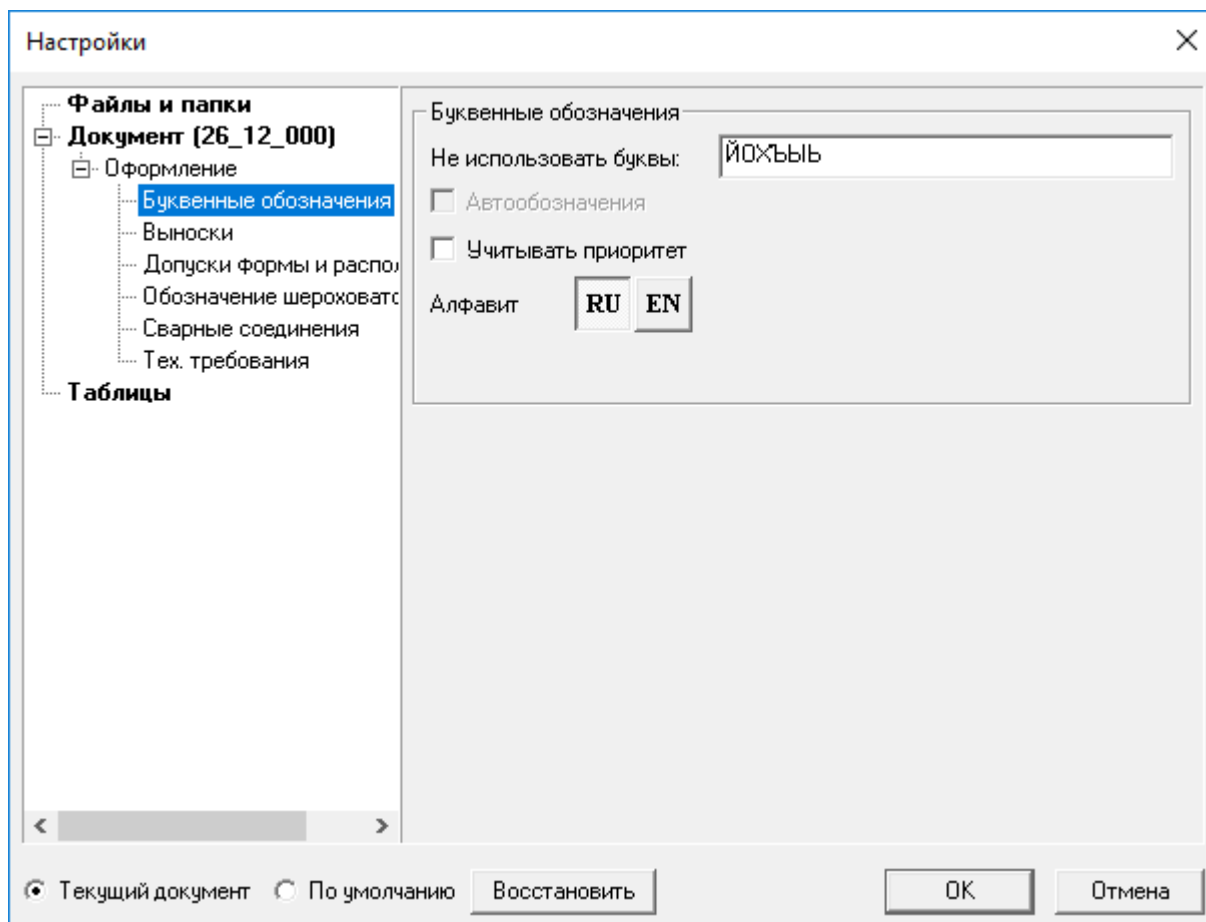 Настройки
Файлы и папки
Документ (26_12_000)
Оформление
Буквенные обозначения
Выноски
Допуски формы и распол
Обозначение шероховатс
Сварные соединения
Тех. требования
Таблицы
Буквенные обозначения
Не использовать буквы: ЙОХЪЫЬ
Автообозначения
Учитывать приоритет
Алфавит RU EN
Текущий документ По умолчанию Восстановить OK Отмена